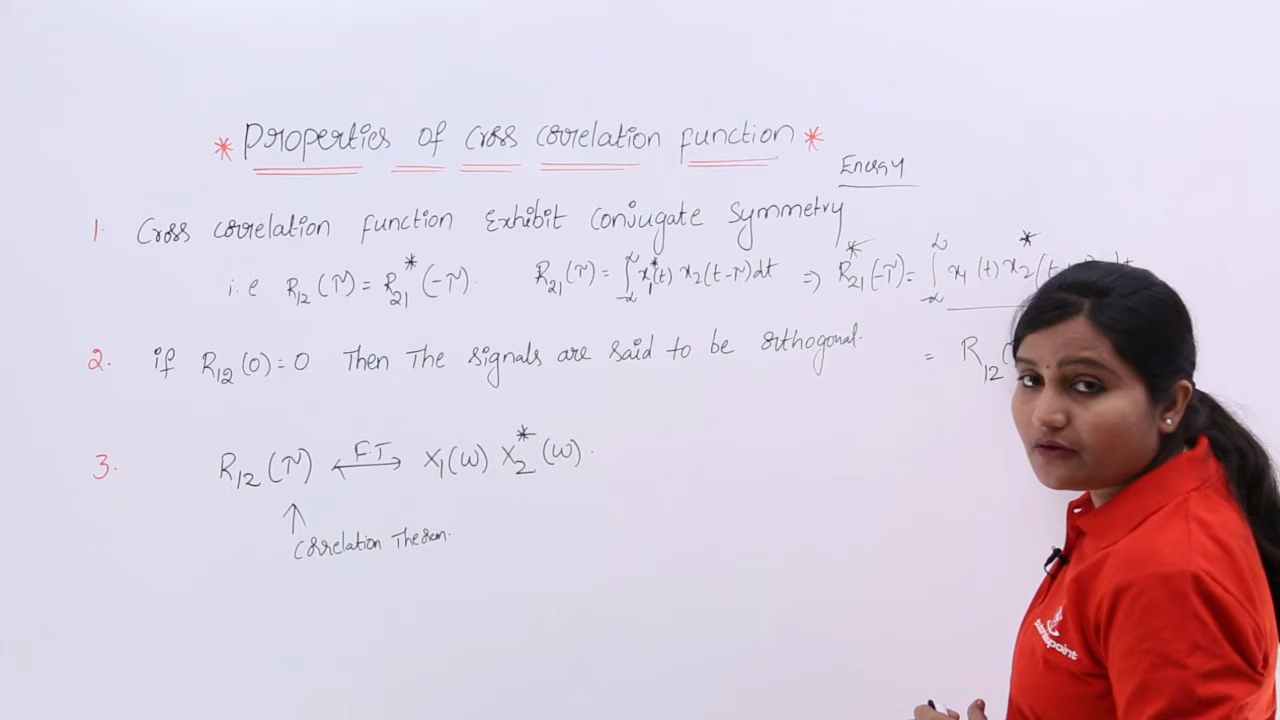 * Properties of Cross correlation function *
Energy
1. Cross correlation function Exhibit Conjugate Symmetry
i.e R₁₂(τ) = R₂₁*(-τ). R₂₁(τ) = ∫_{-∞}^{∞} x₁*(t) x₂(t-τ)dt ⇒ R₂₁*(-τ) = ∫_{-∞}^{∞} x₁(t) x₂*(t
2. if R₁₂(0)=0 Then The signals are said to be orthogonal.
= R₁₂(
3. R₁₂(τ) ←F.T→ X₁(ω) X₂*(ω).
↑
Correlation Theorem.
tutorialspoint